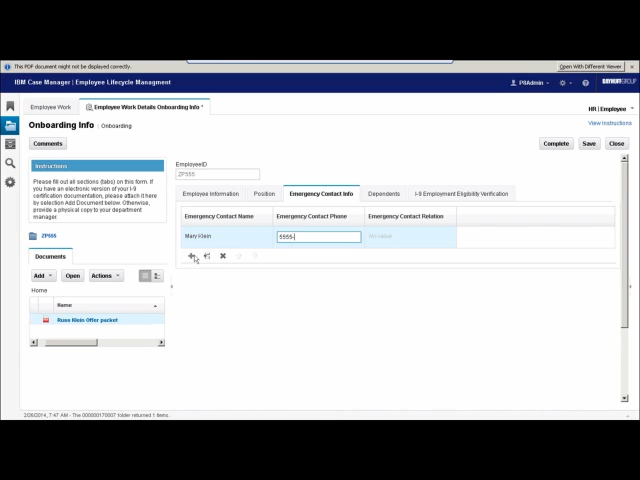 This PDF document might not be displayed correctly.
Open With Different Viewer
IBM Case Manager | Employee Lifecycle Managment
P8Admin
DAYHUFFGROUP
Employee Work
Employee Work Details Onboarding Info *
HR | Employee
Onboarding Info | Onboarding
View Instructions
Comments
Complete
Save
Close
Instructions
Please fill out all sections (tabs) on this form. If
you have an electronic version of your I-9
certification documentation, please attach it here
by selection Add Document below. Otherwise,
provide a physical copy to your department
manager.
EmployeeID
ZP555
Employee Information
Position
Emergency Contact Info
Dependents
I-9 Employment Eligibility Verification
Emergency Contact Name
Emergency Contact Phone
Emergency Contact Relation
Mary Klein
5555-
No value
ZP555
Documents
Add
Open
Actions
Home
Name
Russ Klein Offer packet
2/26/2014, 7:47 AM - The 000000170007 folder returned 1 items.